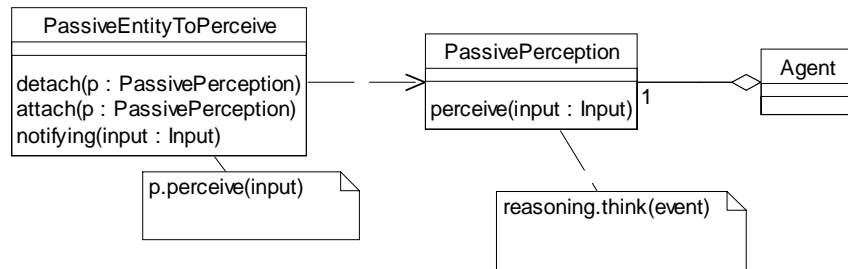 PassiveEntityToPerceive
detach(p : PassivePerception)
attach(p : PassivePerception)
notifying(input : Input)
p.perceive(input)
PassivePerception
perceive(input : Input)
1
reasoning.think(event)
Agent